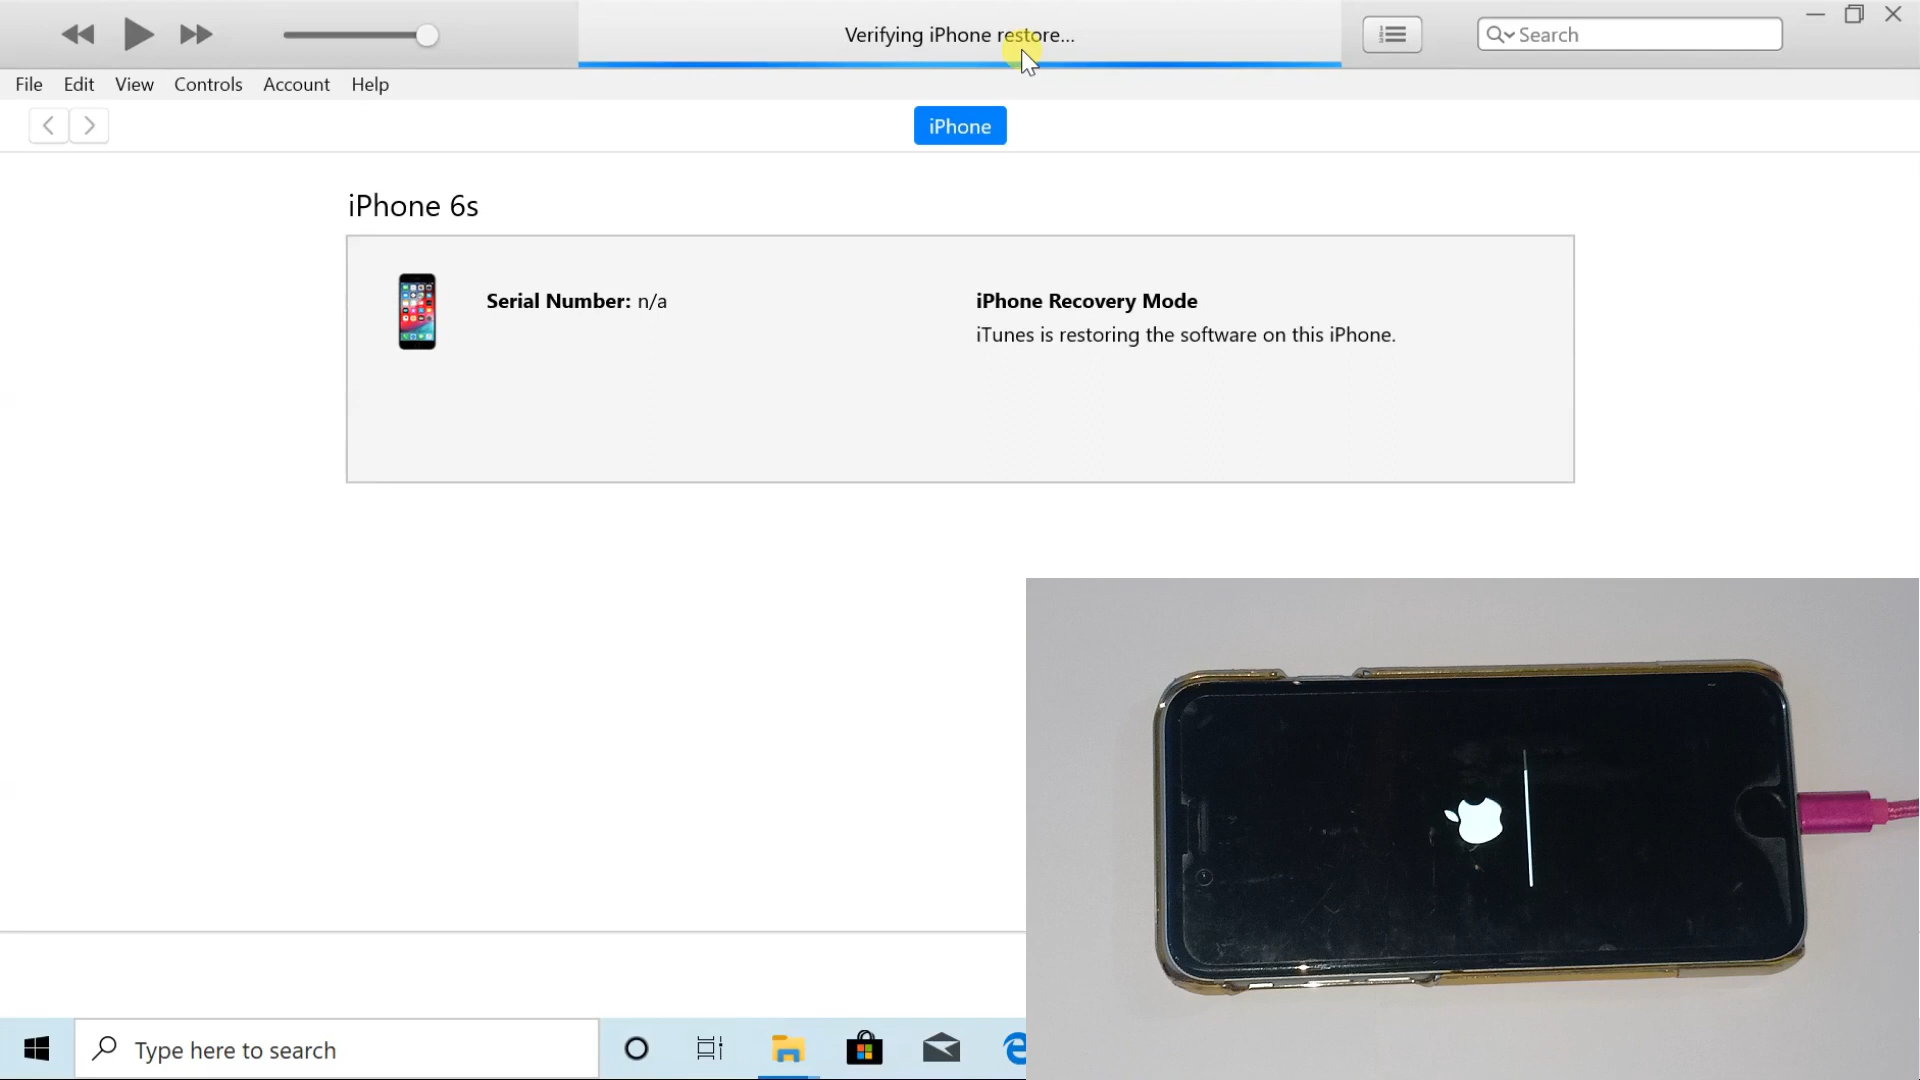 Verifying iPhone restore...
Search
File Edit View Controls Account Help
iPhone
iPhone 6s
Serial Number: n/a
iPhone Recovery Mode
iTunes is restoring the software on this iPhone.
Type here to search